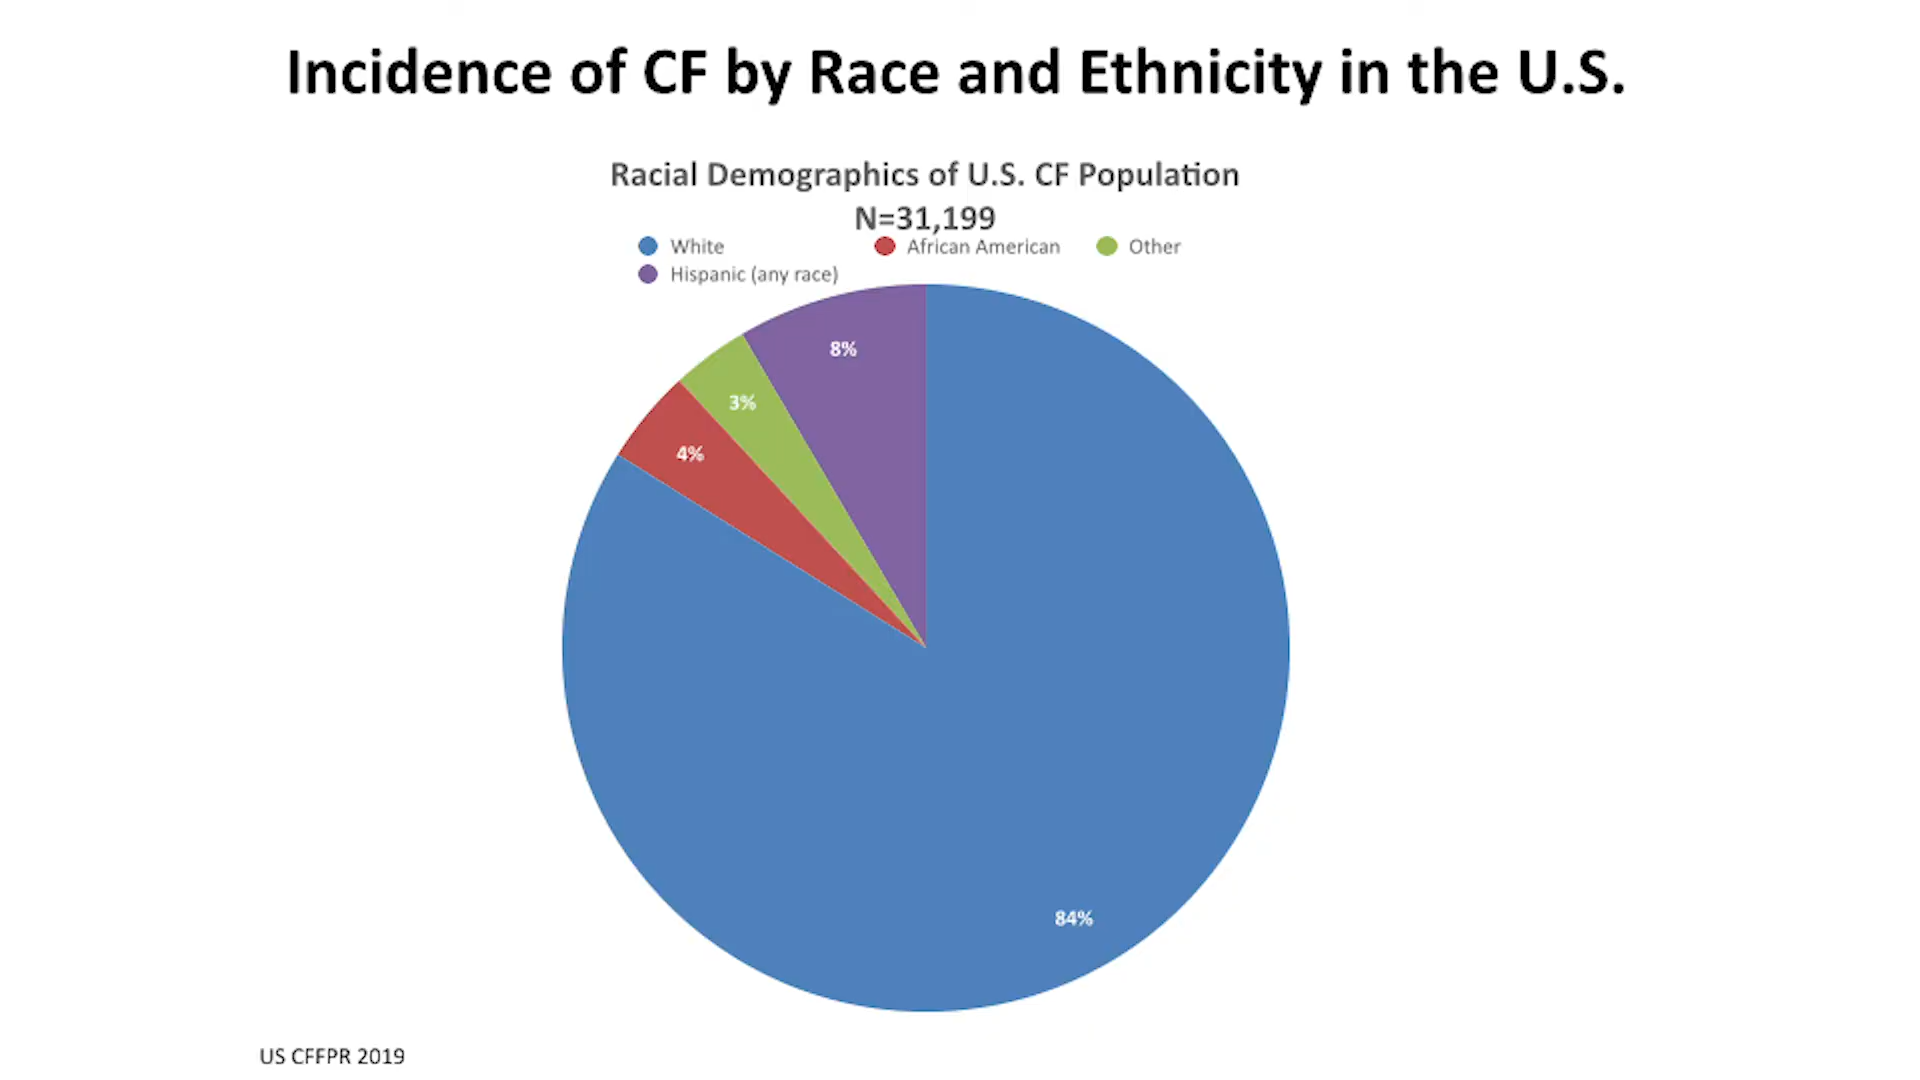 Incidence of CF by Race and Ethnicity in the U.S.
Racial Demographics of U.S. CF Population
N=31,199
White
African American
Other
Hispanic (any race)
8%
3%
4%
84%
US CFFPR 2019